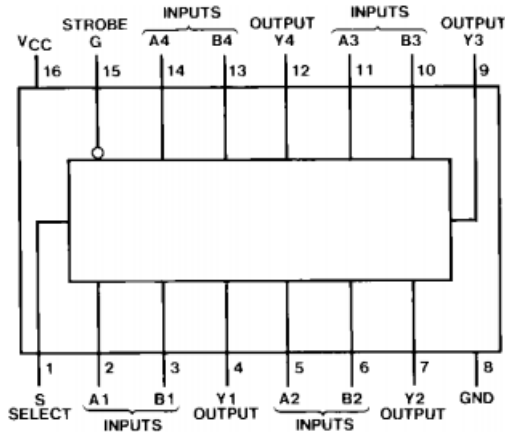 INPUTS INPUTS
STROBE OUTPUT OUTPUT
VCC G A4 B4 Y4 A3 B3 Y3
16 15 14 13 12 11 10 9
1 2 3 4 5 6 7 8
S A1 B1 Y1 A2 B2 Y2 GND
SELECT INPUTS OUTPUT INPUTS OUTPUT